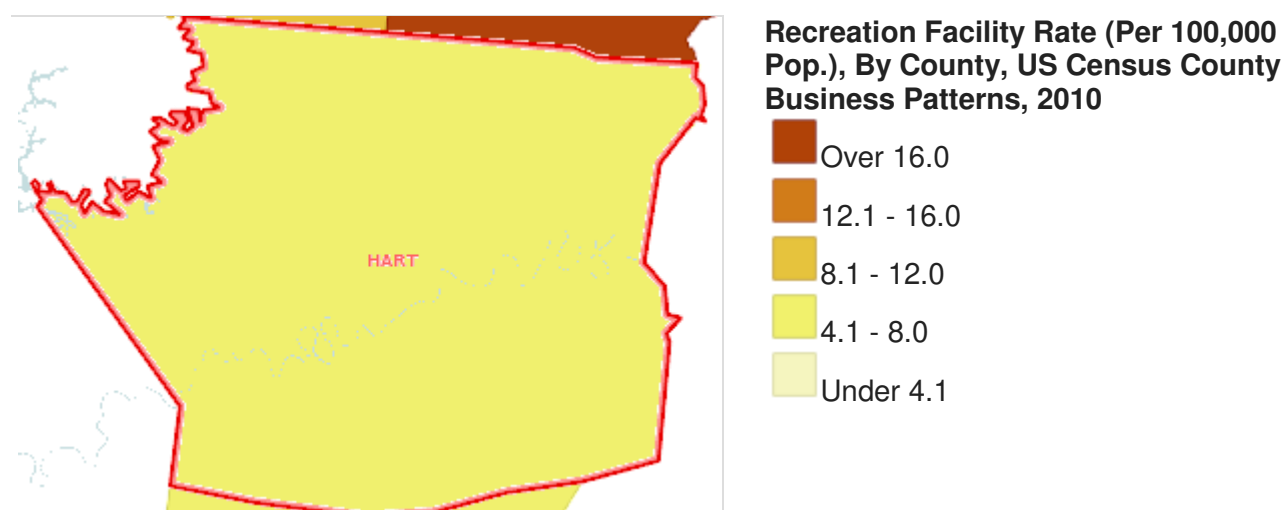 Recreation Facility Rate (Per 100,000
Pop.), By County, US Census County
Business Patterns, 2010
Over 16.0
12.1 - 16.0
8.1 - 12.0
4.1 - 8.0
Under 4.1
HART